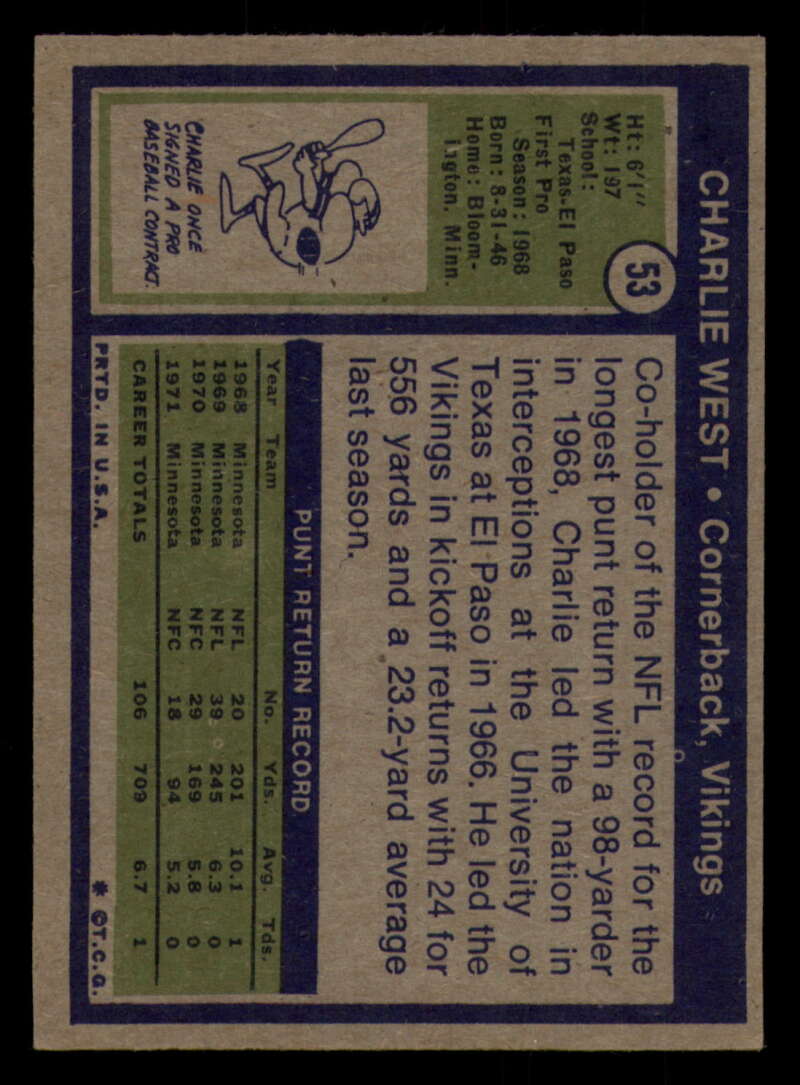 CHARLIE WEST • Cornerback, Vikings
53
Ht: 6'1"
Wt: 197
School:
Texas-El Paso
First Pro
Season: 1968
Born: 8-31-46
Home: Bloom-
ington, Minn.
CHARLIE ONCE
SIGNED A PRO
BASEBALL CONTRACT.
Co-holder of the NFL record for the
longest punt return with a 98-yarder
in 1968, Charlie led the nation in
interceptions at the University of
Texas at El Paso in 1966. He led the
Vikings in kickoff returns with 24 for
556 yards and a 23.2-yard average
last season.
PUNT RETURN RECORD
Year Team No. Yds. Avg. Tds.
1968 Minnesota NFL 20 201 10.1 1
1969 Minnesota NFL 39 245 6.3 0
1970 Minnesota NFC 29 169 5.8 0
1971 Minnesota NFC 18 94 5.2 0
CAREER TOTALS 106 709 6.7 1
PRTD. IN U.S.A. * ©T.C.G.